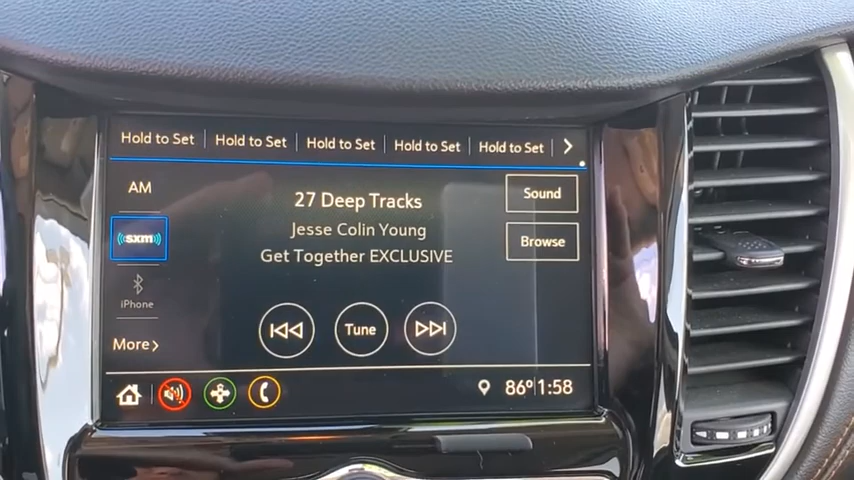 Hold to Set Hold to Set Hold to Set Hold to Set Hold to Set
AM
27 Deep Tracks
Sound
Jesse Colin Young
sxm
Browse
Get Together EXCLUSIVE
iPhone
Tune
More
86° 1:58